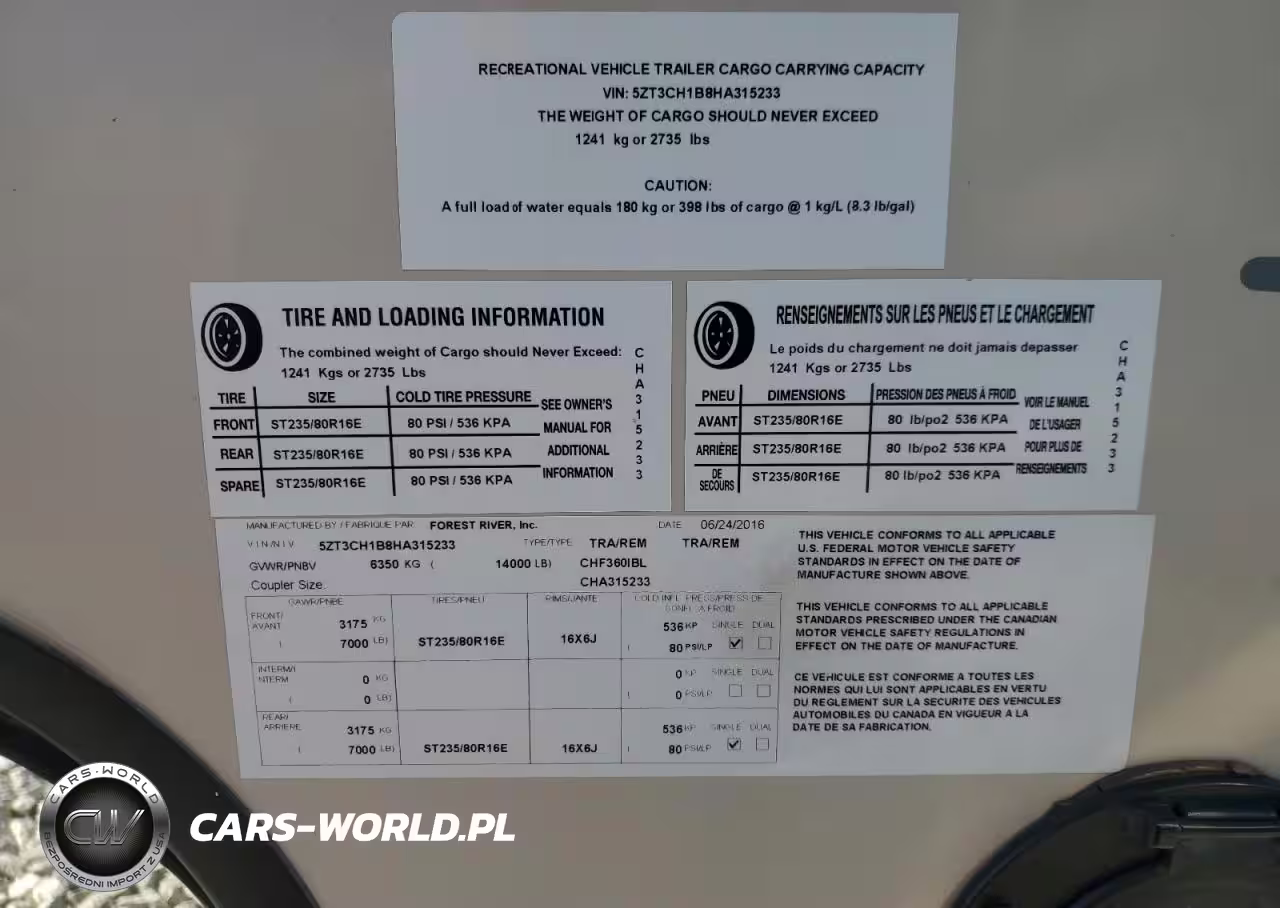 RECREATIONAL VEHICLE TRAILER CARGO CARRYING CAPACITY
VIN: 5ZT3CH1B8HA315233
THE WEIGHT OF CARGO SHOULD NEVER EXCEED
1241 kg or 2735 lbs
CAUTION:
A full load of water equals 180 kg or 398 lbs of cargo @ 1 kg/L (8.3 lb/gal)
TIRE AND LOADING INFORMATION
The combined weight of Cargo should Never Exceed:
1241 Kgs or 2735 Lbs
TIRE SIZE COLD TIRE PRESSURE
FRONT ST235/80R16E 80 PSI / 536 KPA
REAR ST235/80R16E 80 PSI / 536 KPA
SPARE ST235/80R16E 80 PSI / 536 KPA
SEE OWNER'S
MANUAL FOR
ADDITIONAL
INFORMATION
CHA315233
RENSEIGNEMENTS SUR LES PNEUS ET LE CHARGEMENT
Le poids du chargement ne doit jamais depasser
1241 Kgs or 2735 Lbs
PNEU DIMENSIONS PRESSION DES PNEUS À FROID
AVANT ST235/80R16E 80 lb/po2 536 KPA
ARRIÈRE ST235/80R16E 80 lb/po2 536 KPA
DE SECOURS ST235/80R16E 80 lb/po2 536 KPA
VOIR LE MANUEL
DE L'USAGER
POUR PLUS DE
RENSEIGNEMENTS
CHA315233
MANUFACTURED BY / FABRIQUE PAR: FOREST RIVER, Inc. DATE 06/24/2016
V I N / N I V 5ZT3CH1B8HA315233 TYPE/TYPE TRA/REM TRA/REM
GVWR/PNBV 6350 KG ( 14000 LB) CHF360IBL
Coupler Size: CHA315233
GAWR/PNBE TIRES/PNEU RIMS/JANTE COLD INFL PRESS/PRESS DE
GONFL A FROID
FRONT/
AVANT 3175 KG 536 KP SINGLE DUAL
( 7000 LB) ST235/80R16E 16X6J ( 80 PSI/LP
INTERM/I
NTERM 0 KG 0 KP SINGLE DUAL
( 0 LB) ( 0 PSI/LP
REAR/
ARRIERE 3175 KG 536 KP SINGLE DUAL
( 7000 LB) ST235/80R16E 16X6J ( 80 PSI/LP
THIS VEHICLE CONFORMS TO ALL APPLICABLE
U.S. FEDERAL MOTOR VEHICLE SAFETY
STANDARDS IN EFFECT ON THE DATE OF
MANUFACTURE SHOWN ABOVE.
THIS VEHICLE CONFORMS TO ALL APPLICABLE
STANDARDS PRESCRIBED UNDER THE CANADIAN
MOTOR VEHICLE SAFETY REGULATIONS IN
EFFECT ON THE DATE OF MANUFACTURE.
CE VEHICULE EST CONFORME A TOUTES LES
NORMES QUI LUI SONT APPLICABLES EN VERTU
DU REGLEMENT SUR LA SECURITE DES VEHICULES
AUTOMOBILES DU CANADA EN VIGUEUR A LA
DATE DE SA FABRICATION.
CARS-WORLD
CW
BEZPOŚREDNI IMPORT Z USA
CARS-WORLD.PL